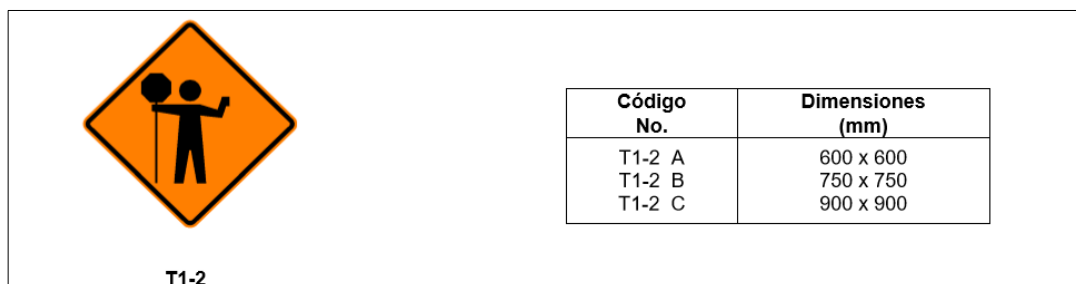 Código
No.
Dimensiones
(mm)
T1-2 A
600 x 600
T1-2 B
750 x 750
T1-2 C
900 x 900
T1-2